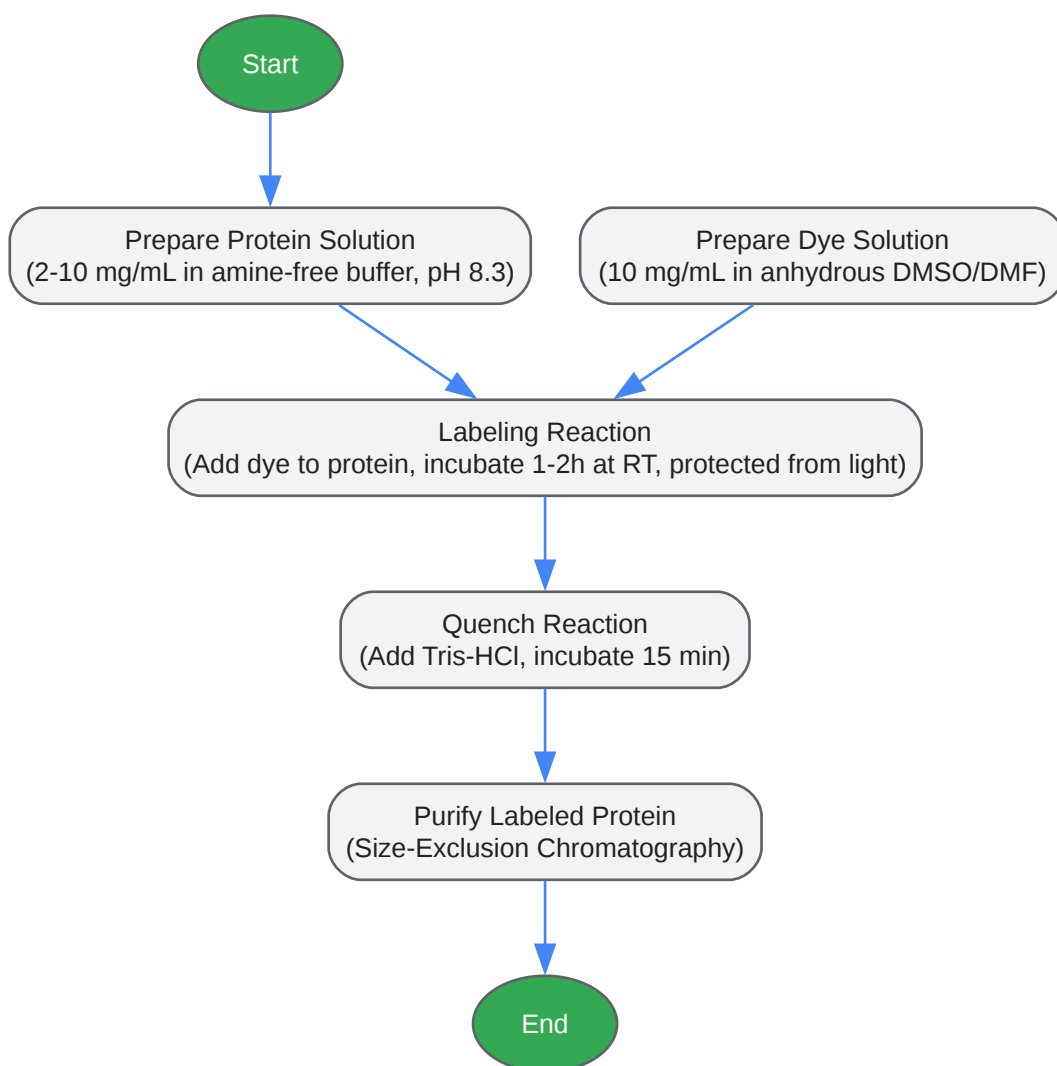 Start
Prepare Protein Solution
(2-10 mg/mL in amine-free buffer, pH 8.3)
Prepare Dye Solution
(10 mg/mL in anhydrous DMSO/DMF)
Labeling Reaction
(Add dye to protein, incubate 1-2h at RT, protected from light)
Quench Reaction
(Add Tris-HCl, incubate 15 min)
Purify Labeled Protein
(Size-Exclusion Chromatography)
End